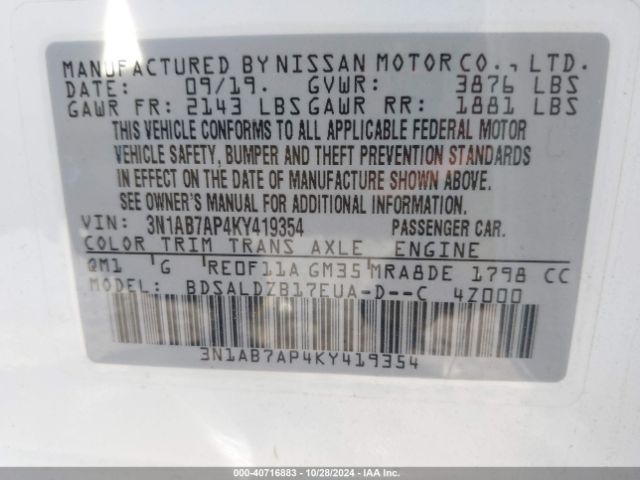 MANUFACTURED BY NISSAN MOTOR CO., LTD.
DATE: 09/19. GVWR: 3876 LBS
GAWR FR: 2143 LBS GAWR RR: 1881 LBS
THIS VEHICLE CONFORMS TO ALL APPLICABLE FEDERAL MOTOR
VEHICLE SAFETY, BUMPER AND THEFT PREVENTION STANDARDS
IN EFFECT ON THE DATE OF MANUFACTURE SHOWN ABOVE.
SEE OWNER'S MANUAL FOR ADDITIONAL INFORMATION.
VIN: 3N1AB7AP4KY419354 PASSENGER CAR.
COLOR TRIM TRANS AXLE ENGINE
QM1 G RE0F11A GM35 MRA8DE 1798 CC
MODEL: BDSALDZB17EUA-D--C 4Z000
3N1AB7AP4KY419354
000-40716883 | 10/28/2024 - IAAI.COM